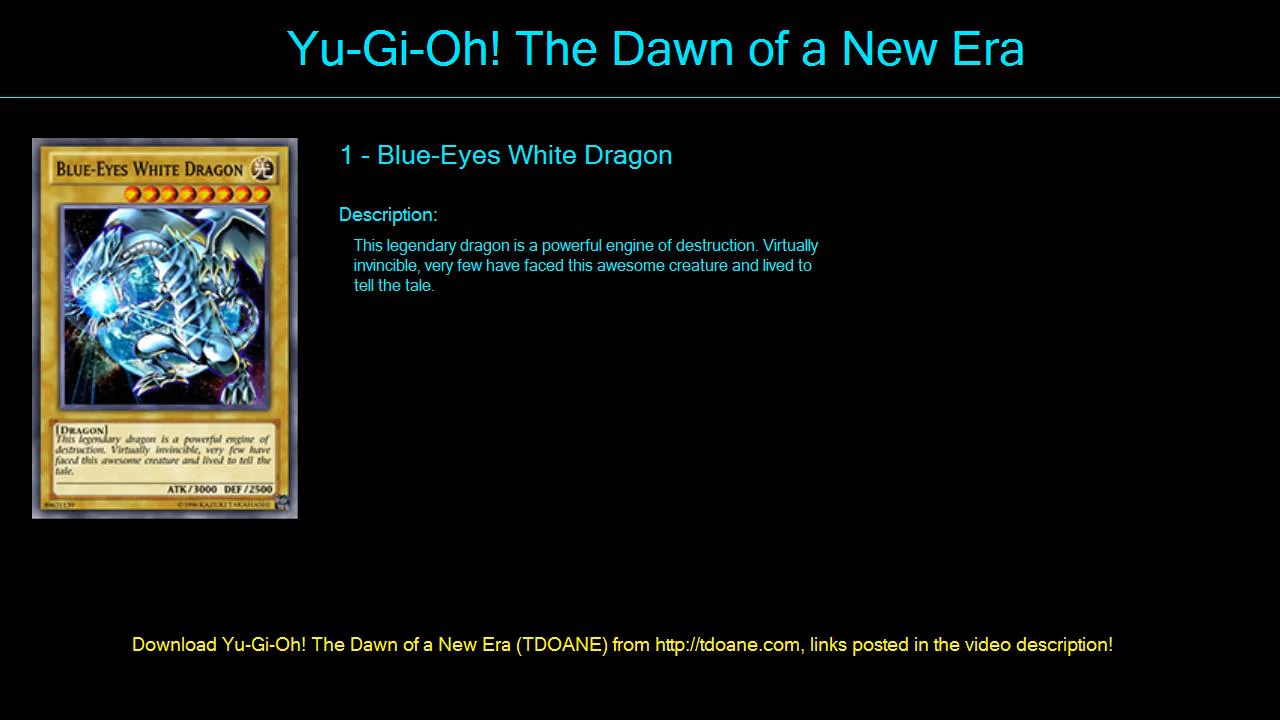 Yu-Gi-Oh! The Dawn of a New Era
BLUE-EYES WHITE DRAGON 光
1 - Blue-Eyes White Dragon
Description:
This legendary dragon is a powerful engine of destruction. Virtually
invincible, very few have faced this awesome creature and lived to
tell the tale.
[DRAGON]
This legendary dragon is a powerful engine of
destruction. Virtually invincible, very few have
faced this awesome creature and lived to tell the
tale.
ATK/3000 DEF/2500
©1996 KAZUKI TAKAHASHI
Download Yu-Gi-Oh! The Dawn of a New Era (TDOANE) from http://tdoane.com, links posted in the video description!